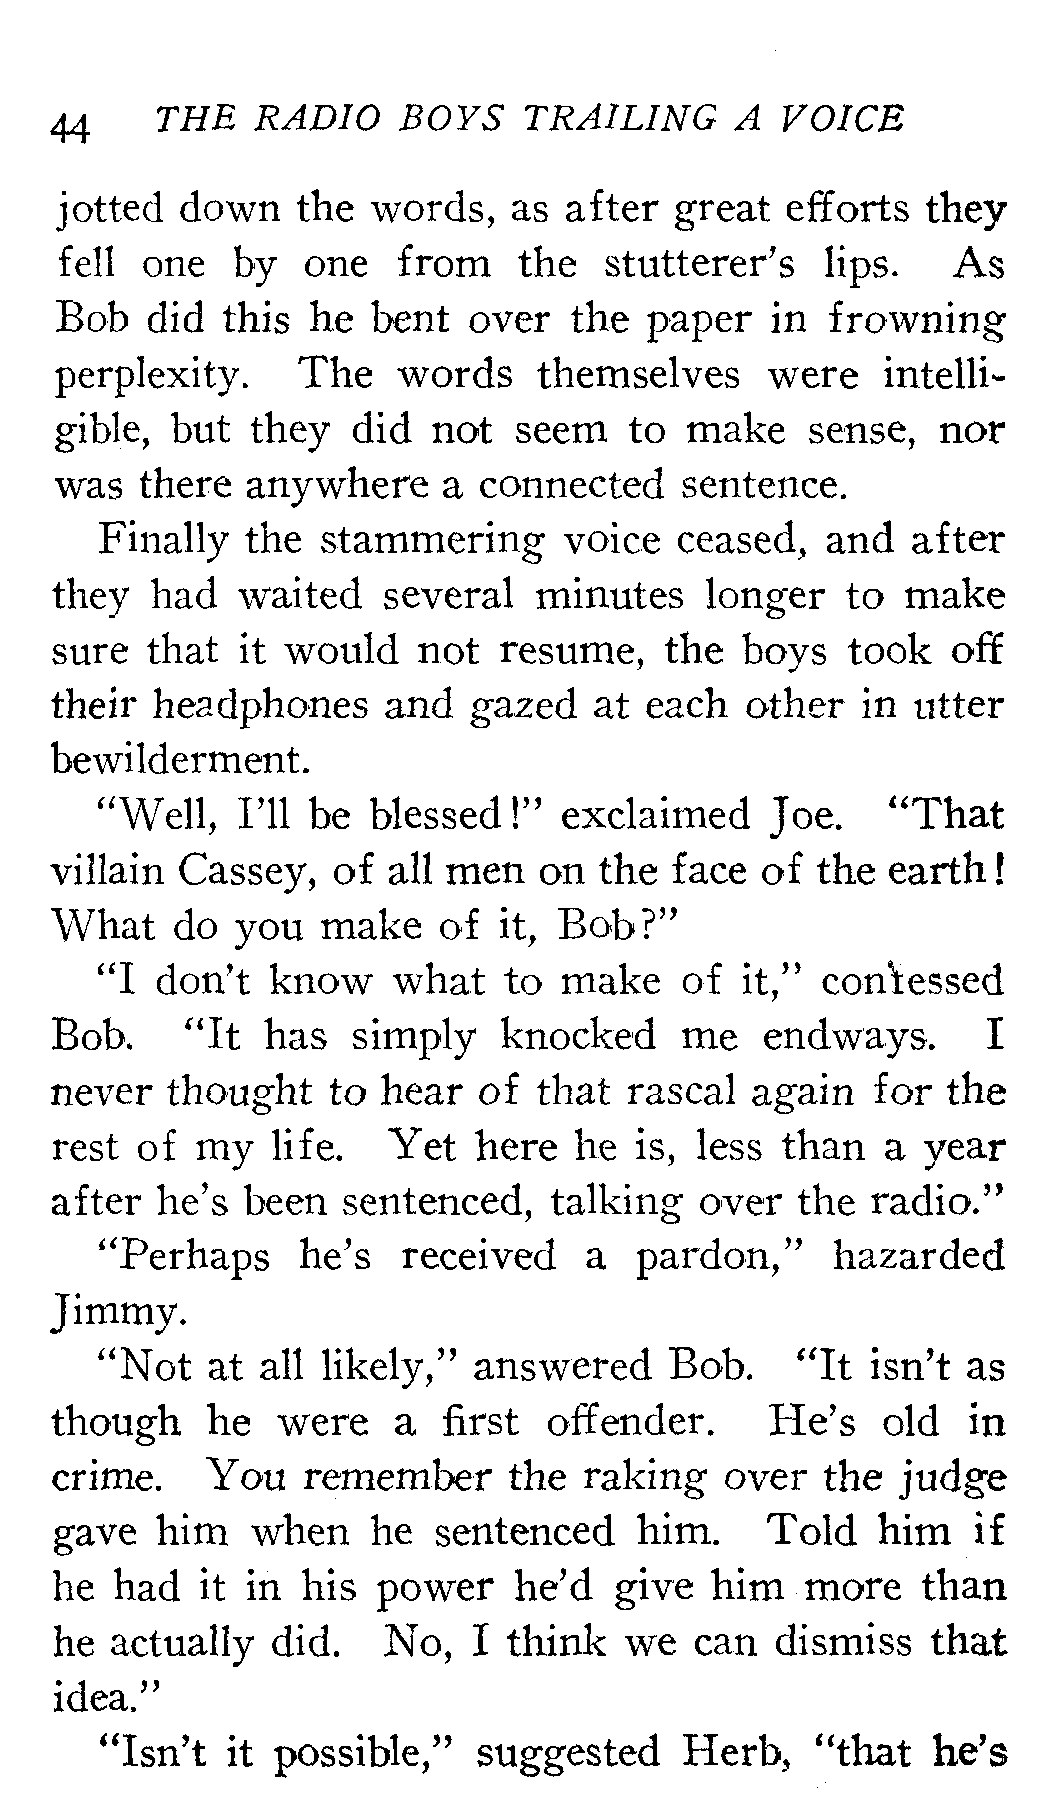 44 THE RADIO BOYS TRAILING A VOICE
jotted down the words, as after great efforts they
fell one by one from the stutterer's lips. As
Bob did this he bent over the paper in frowning
perplexity. The words themselves were intelli-
gible, but they did not seem to make sense, nor
was there anywhere a connected sentence.
Finally the stammering voice ceased, and after
they had waited several minutes longer to make
sure that it would not resume, the boys took off
their headphones and gazed at each other in utter
bewilderment.
"Well, I'll be blessed!" exclaimed Joe. "That
villain Cassey, of all men on the face of the earth!
What do you make of it, Bob?"
"I don't know what to make of it," confessed
Bob. "It has simply knocked me endways. I
never thought to hear of that rascal again for the
rest of my life. Yet here he is, less than a year
after he's been sentenced, talking over the radio."
"Perhaps he's received a pardon," hazarded
Jimmy.
"Not at all likely," answered Bob. "It isn't as
though he were a first offender. He's old in
crime. You remember the raking over the judge
gave him when he sentenced him. Told him if
he had it in his power he'd give him more than
he actually did. No, I think we can dismiss that
idea."
"Isn't it possible," suggested Herb, "that he's